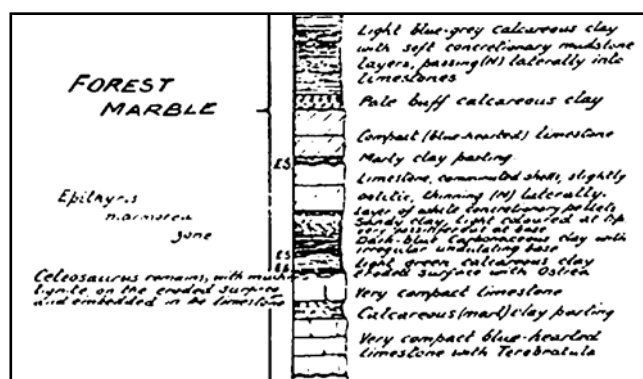 FOREST
MARBLE
Epithyris
marmorea
zone
Ceteosaurus remains, with much
lignite, on the eroded surface
and embedded in the limestone
ES
ES
ES
Light blue-grey calcareous clay
with soft concretionary mudstone
layers, passing (N) laterally into
limestones
Pale buff calcareous clay
Compact (blue-hearted) limestone
Marly clay parting.
Limestone, comminuted shells, slightly
oolitic, thinning (N) laterally.
Layer of white concretionary pellets
Sandy clay, light coloured at top
very fossiliferous at base
Dark-blue Carbonaceous clay with
irregular undulating base
light green calcareous clay
eroded surface with Ostrea
Very compact limestone
Calcareous (marl) clay parting
Very compact blue-hearted
limestone with Terebratula